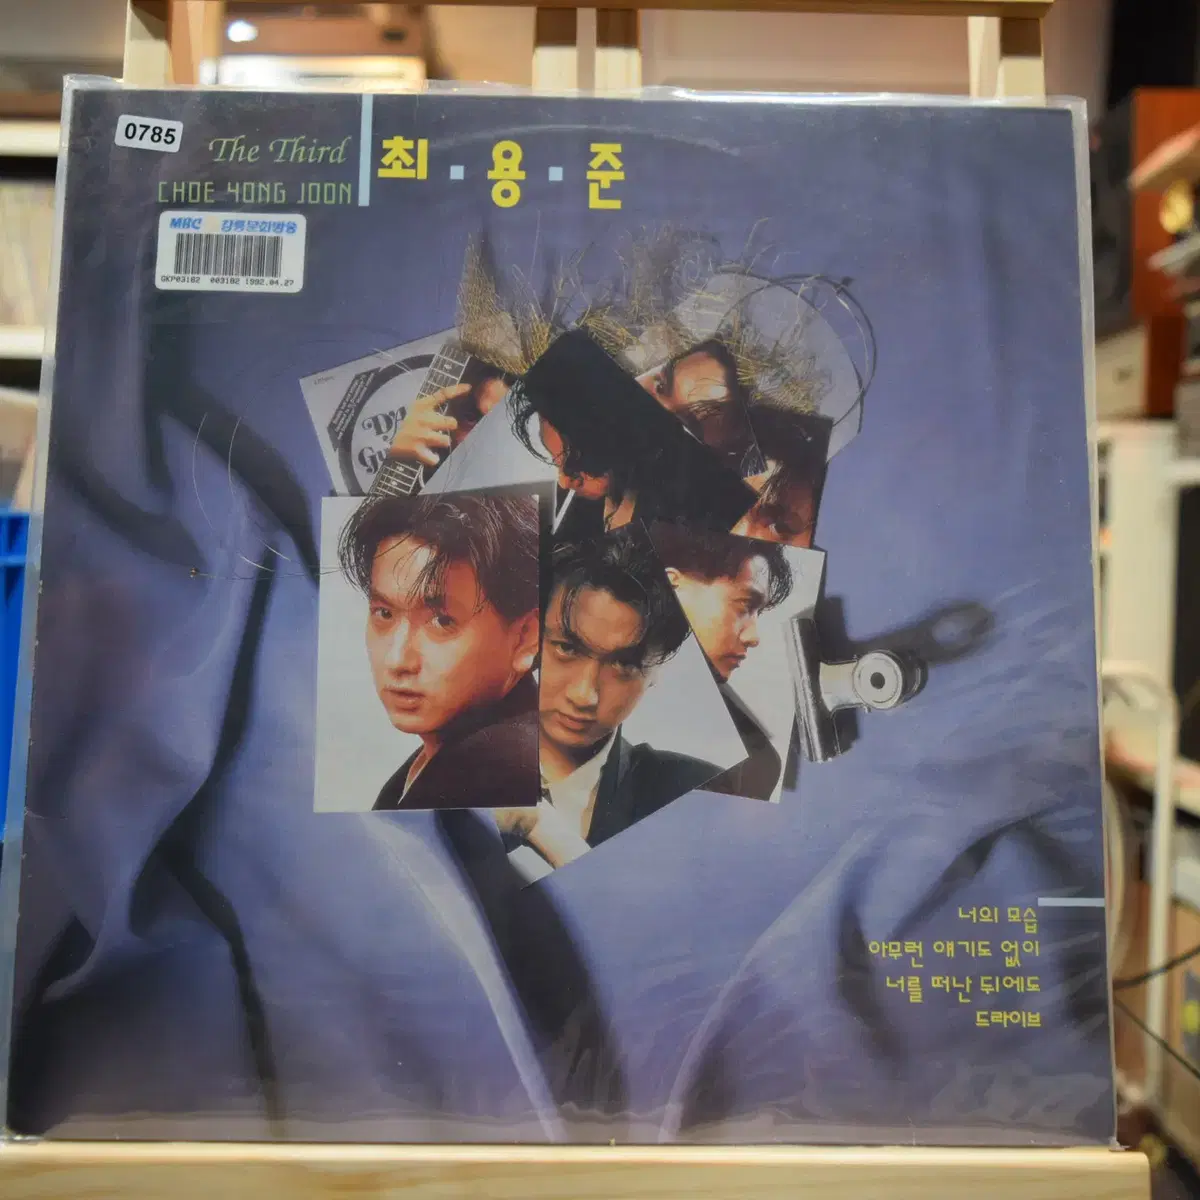 0785
The Third
CHOE YONG JOON
최·용·준
MBC 강릉문화방송
GKP03182 003182 1992.04.27
너의 모습
아무런 얘기도 없이
너를 떠난 뒤에도
드라이브